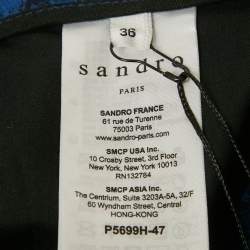 36
sandro
PARIS
SANDRO FRANCE
61 rue de Turenne
75003 Paris
www.sandro-paris.com
SMCP USA Inc.
10 Crosby Street, 3rd Floor
New York, New York 10013
RN132764
SMCP ASIA Inc.
The Centrium, Suite 3203A-5A, 32/F
60 Wyndham Street, Central
HONG-KONG
P5699H-47